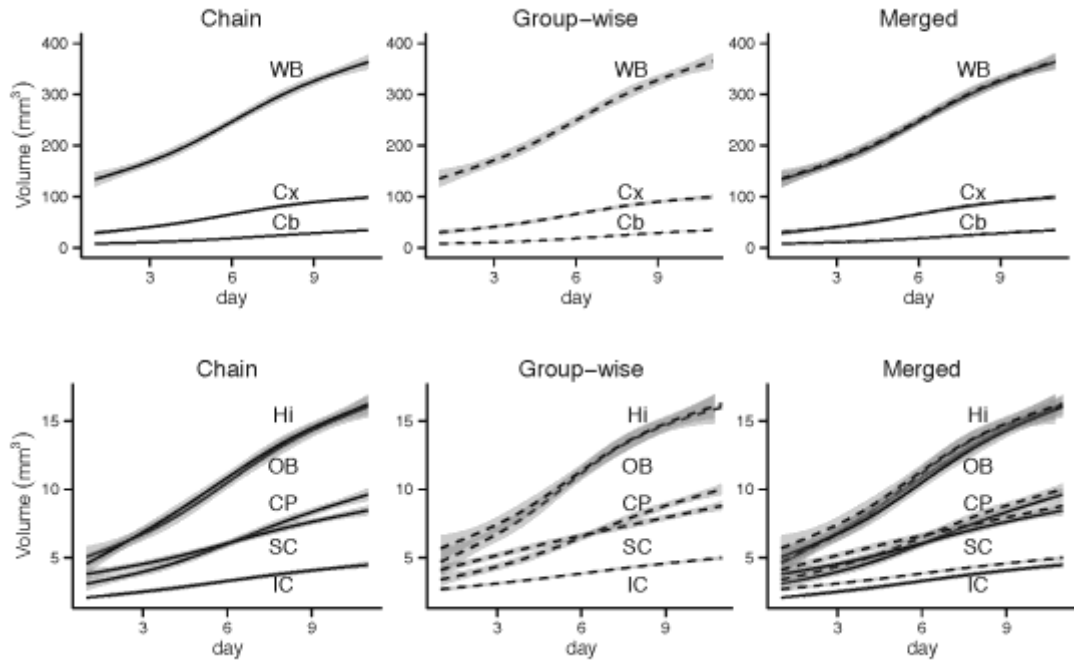 Chain Group-wise Merged
400 400 400
WB WB WB
300 300 300
Volume (mm³)
200 200 200
Cx Cx Cx
100 100 100
Cb Cb Cb
0 0 0
3 6 9 3 6 9 3 6 9
day day day
Chain Group-wise Merged
15 Hi 15 Hi 15 Hi
Volume (mm³)
OB OB OB
10 10 10
CP CP CP
SC SC SC
5 5 5
IC IC IC
3 6 9 3 6 9 3 6 9
day day day